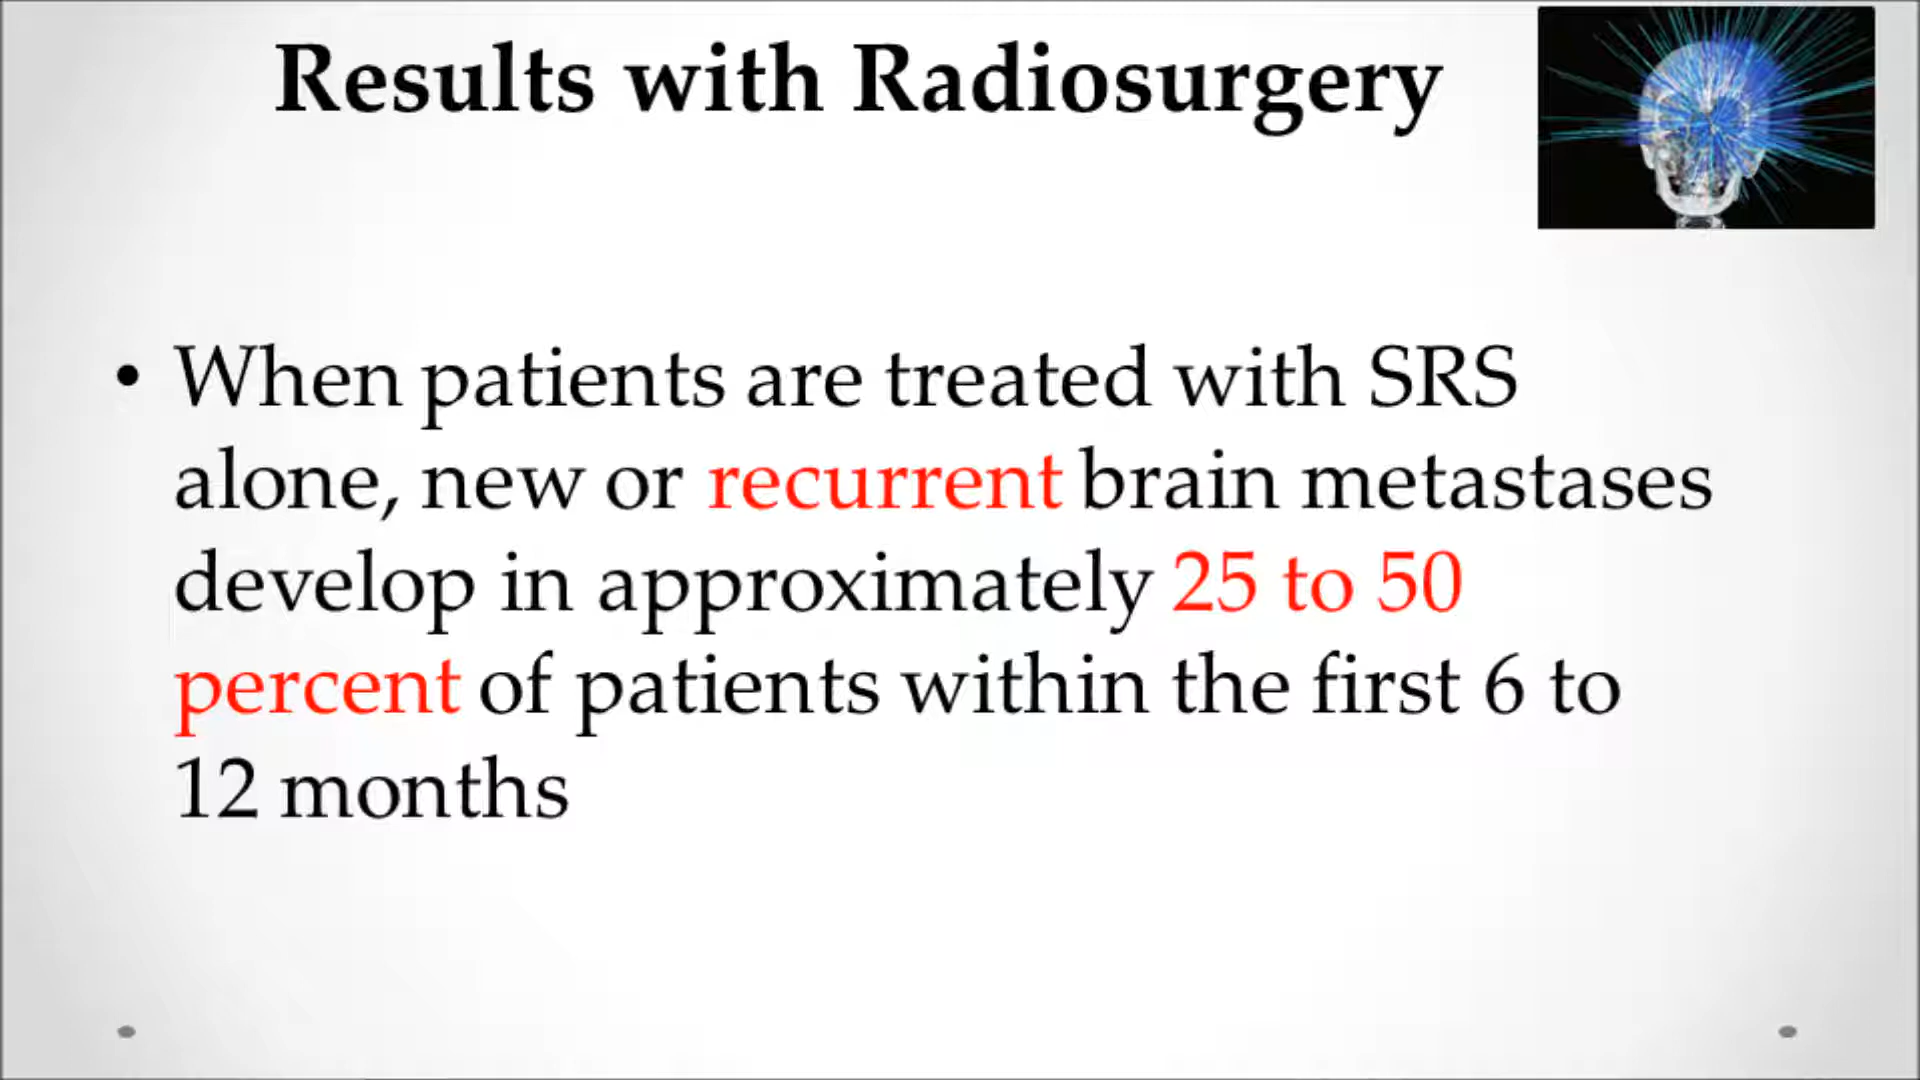 Results with Radiosurgery
• When patients are treated with SRS
alone, new or recurrent brain metastases
develop in approximately 25 to 50
percent of patients within the first 6 to
12 months